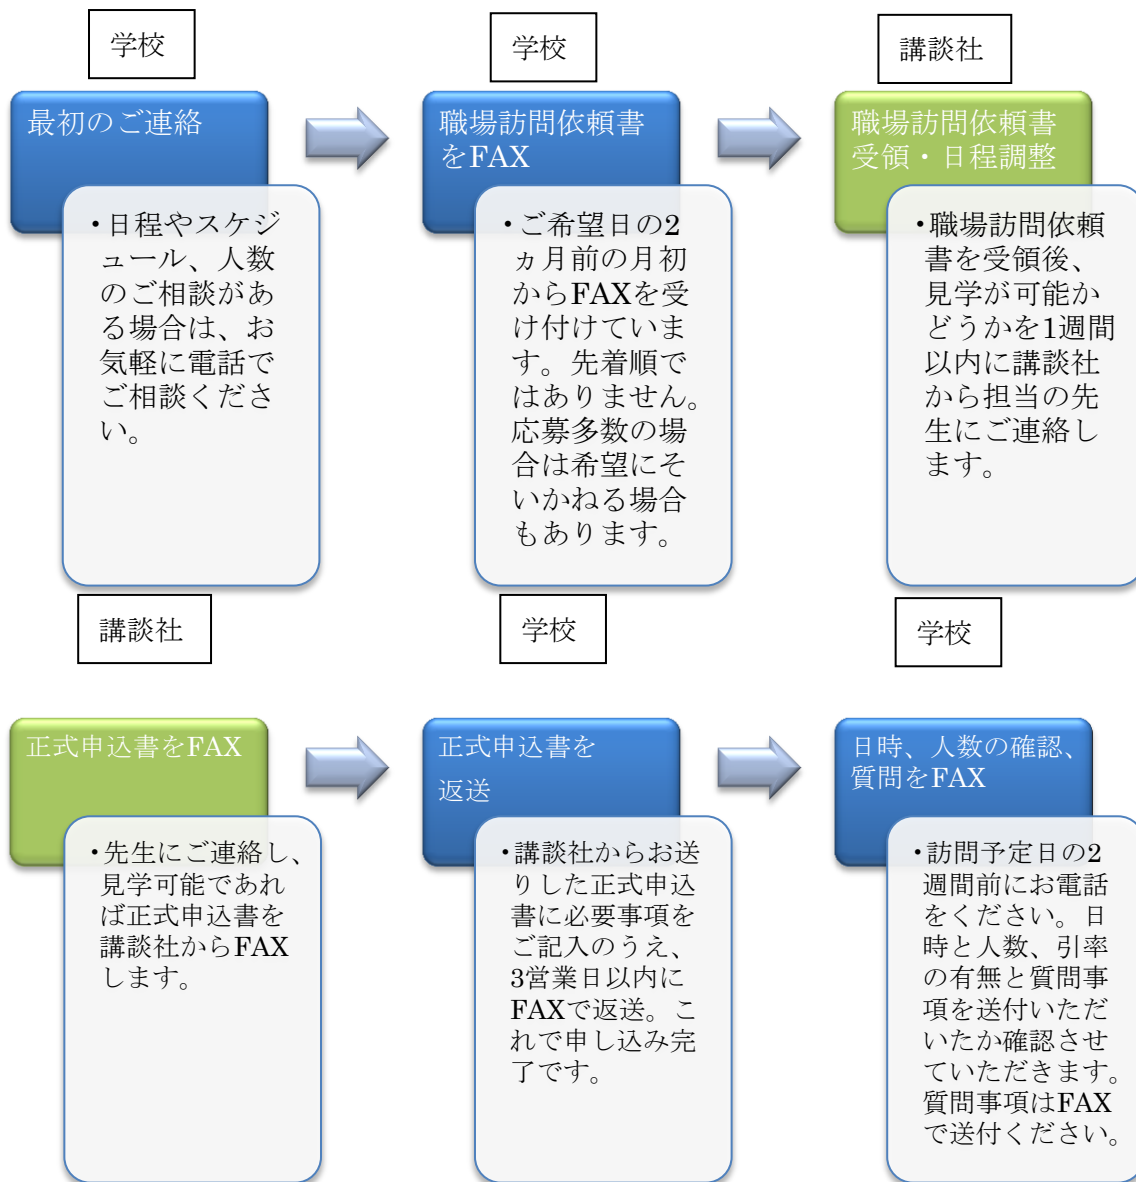 学校
最初のご連絡
・日程やスケジ
ュール、人数
のご相談があ
る場合は、お
気軽に電話で
ご相談くださ
い。
学校
職場訪問依頼書
をFAX
・ご希望日の2
ヵ月前の月初
からFAXを受
け付けていま
す。先着順で
はありません。
応募多数の場
合は希望にそ
いかねる場合
もあります。
講談社
職場訪問依頼書
受領・日程調整
・職場訪問依頼
書を受領後、
見学が可能か
どうかを1週間
以内に講談社
から担当の先
生にご連絡し
ます。
講談社
正式申込書をFAX
・先生にご連絡し、
見学可能であれ
ば正式申込書を
講談社からFAX
します。
学校
正式申込書を
返送
・講談社からお送
りした正式申込
書に必要事項を
ご記入のうえ、
3営業日以内に
FAXで返送。こ
れで申し込み完
了です。
学校
日時、人数の確認、
質問をFAX
・訪問予定日の2
週間前にお電話
をください。日
時と人数、引率
の有無と質問事
項を送付いただ
いたか確認させ
ていただきます。
質問事項はFAX
で送付ください。